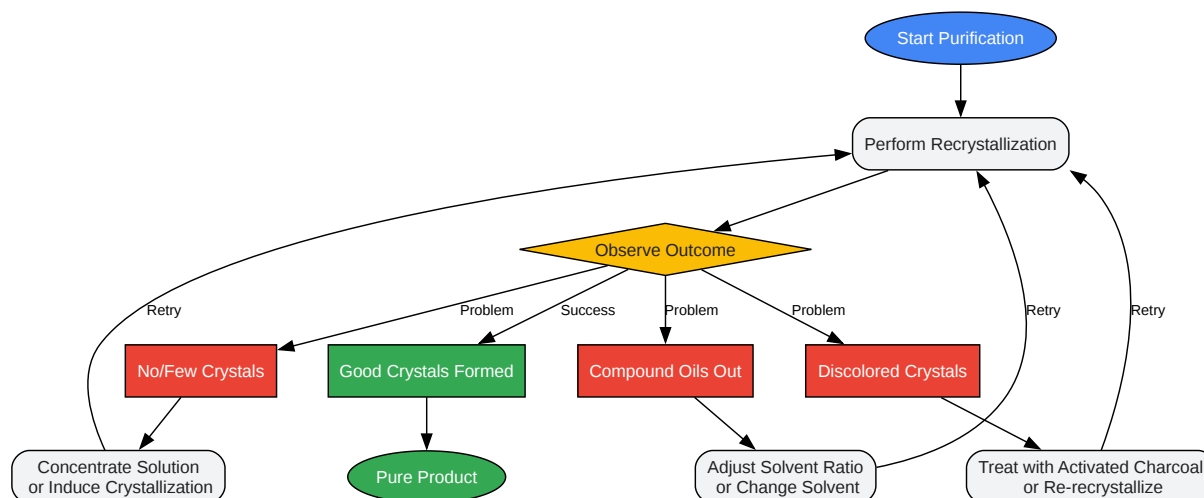 Start Purification
Perform Recrystallization
Observe Outcome
Retry
Problem
Success
Problem
Problem
Retry
Retry
No/Few Crystals
Good Crystals Formed
Compound Oils Out
Discolored Crystals
Concentrate Solution
or Induce Crystallization
Pure Product
Adjust Solvent Ratio
or Change Solvent
Treat with Activated Charcoal
or Re-recrystallize